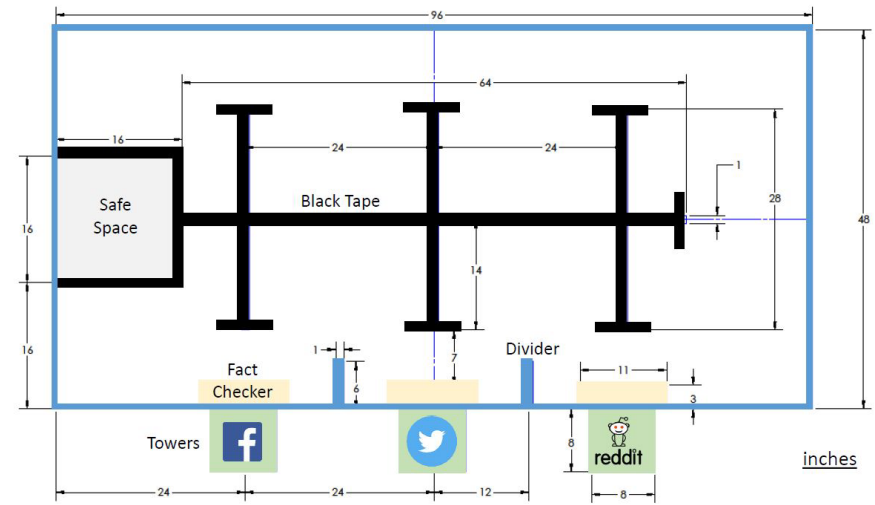 96
64
16
24
24
1
Safe
Space
Black Tape
28
48
16
14
16
1
6
7
Divider
Fact
Checker
11
3
Towers
f
8
reddit
inches
24
24
12
8